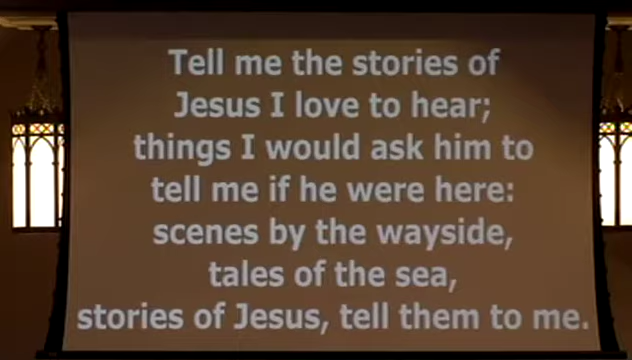 Tell me the stories of
Jesus I love to hear;
things I would ask him to
tell me if he were here:
scenes by the wayside,
tales of the sea,
stories of Jesus, tell them to me.